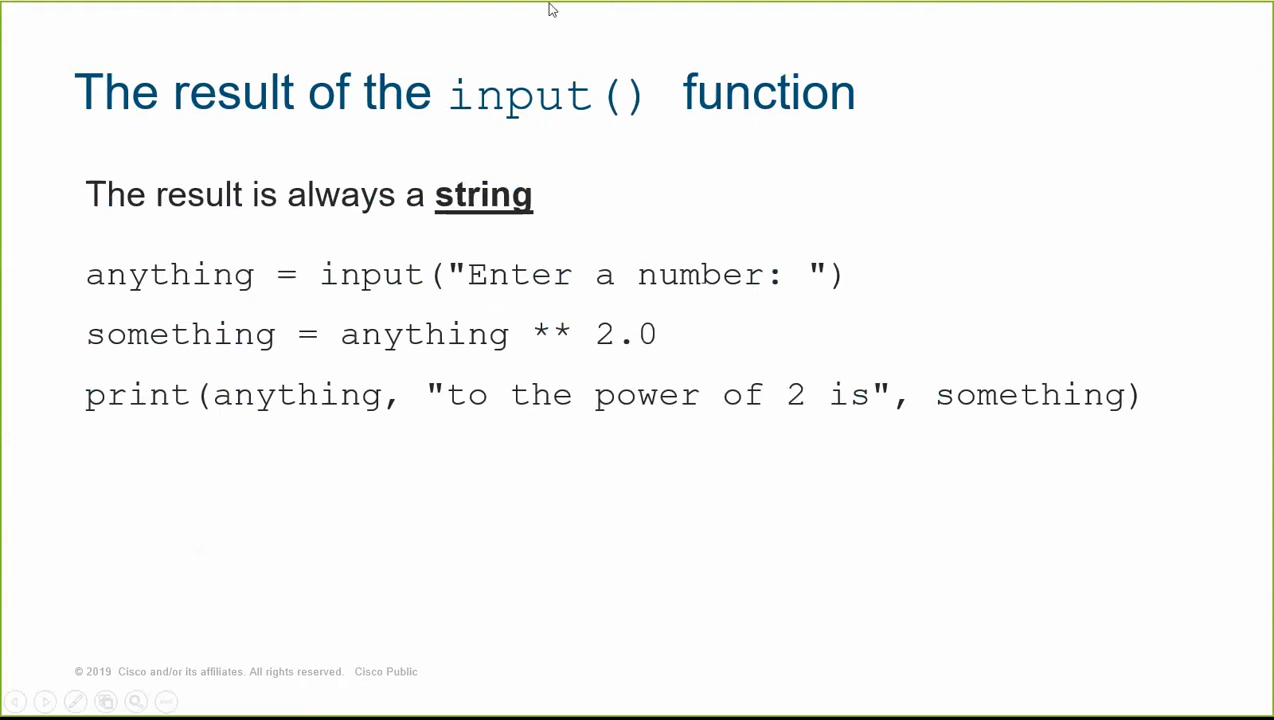 The result of the input() function
The result is always a string
anything = input("Enter a number: ")
something = anything ** 2.0
print(anything, "to the power of 2 is", something)
© 2019 Cisco and/or its affiliates. All rights reserved. Cisco Public